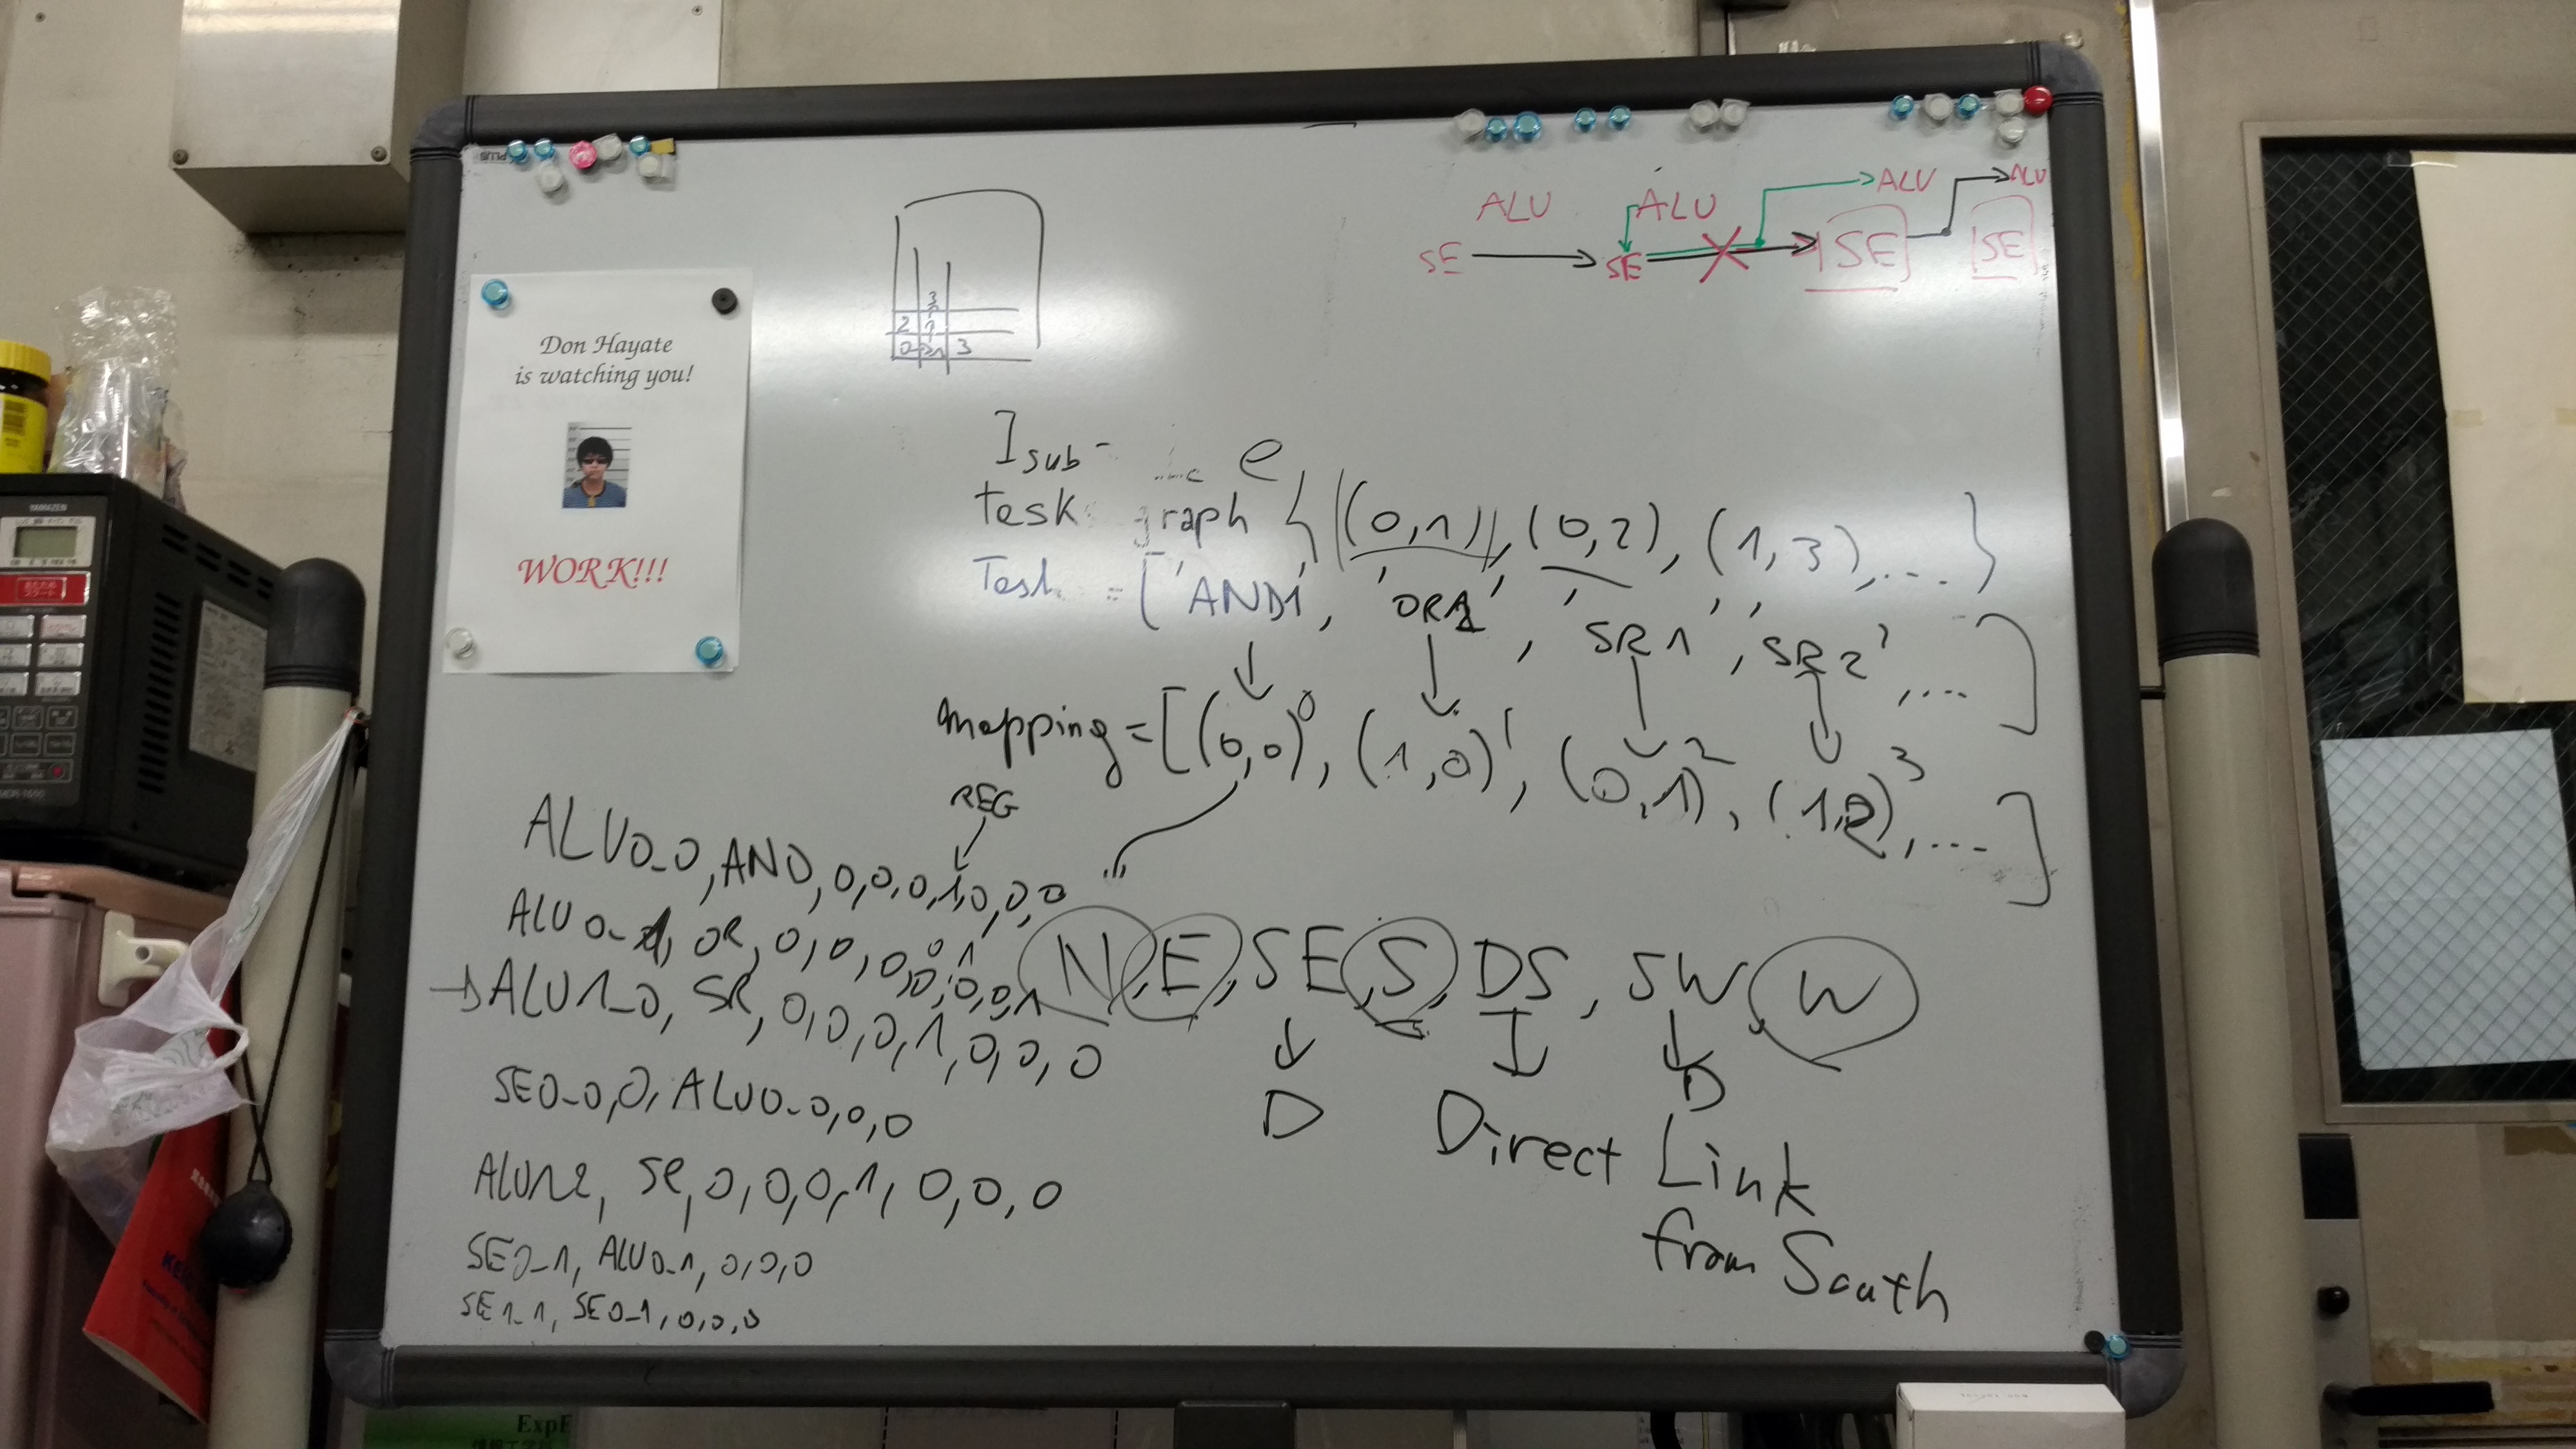 PLUS
ALU ALU ALU ALU
SE SE SE SE
Don Hayate
is watching you!
WORK!!!
3
2
0 3
Isub e
task graph { (0,1), (0,2), (1,3), ... }
Task = ['AND1', 'OR1', 'SR1', 'SR2', ... ]
mapping = [(0,0)0, (1,0)1, (0,1)2, (1,2)3, ... ]
REG
ALU0_0, AND, 0,0,0,1,0,0,0
ALU0_1, OR, 0,0,0,0,1
0,0,0,1
→ALU1_0, SR, 0,0,0,1,0,0,0
N, E, SE, S, DS, SW, W
D D
Direct Link
from South
SE0_0,0, ALU0_0,0,0
ALU1_2, SR, 0,0,0,1,0,0,0
SE0_1, ALU0_1, 0,0,0
SE1_1, SE0_1, 0,0,0
YAMAZEN
ExpE